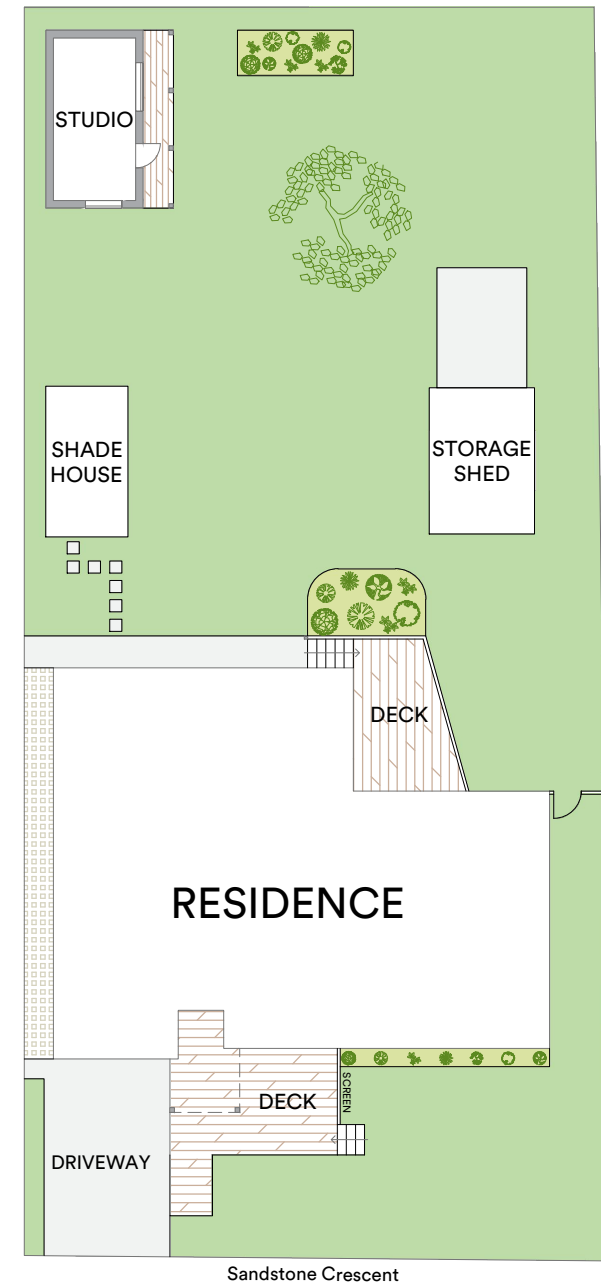 STUDIO
SHADE
HOUSE
STORAGE
SHED
DECK
RESIDENCE
SCREEN
DECK
DRIVEWAY
Sandstone Crescent